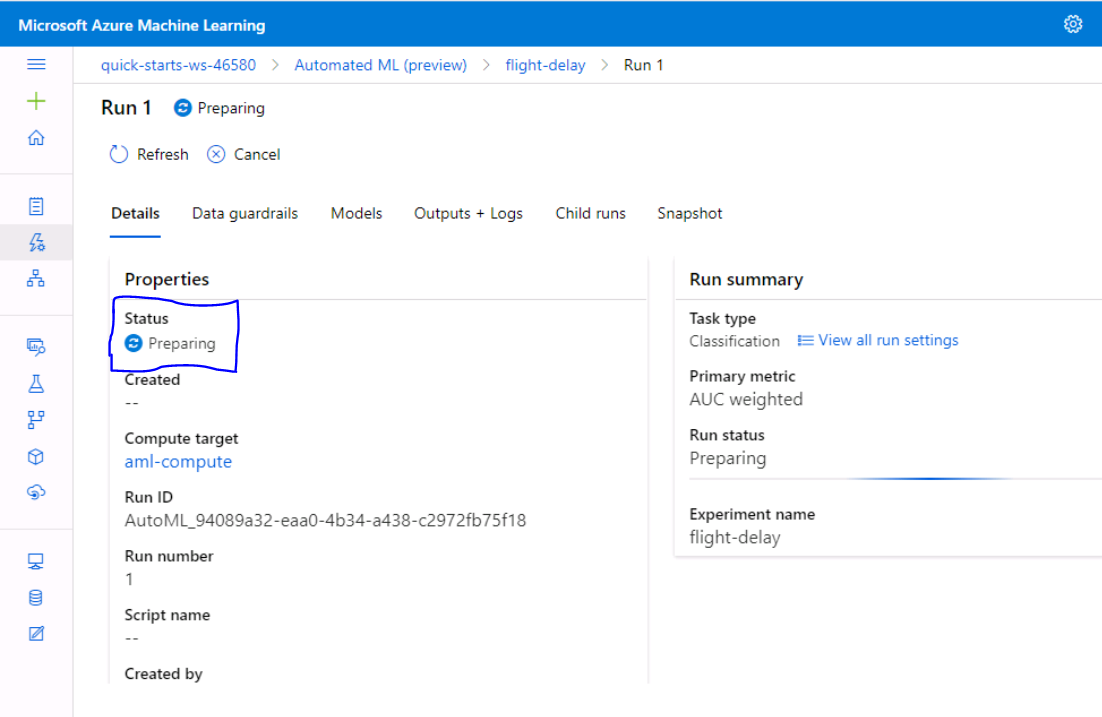 Microsoft Azure Machine Learning
quick-starts-ws-46580 > Automated ML (preview) > flight-delay > Run 1
Run 1 Preparing
Refresh Cancel
Details Data guardrails Models Outputs + Logs Child runs Snapshot
Properties
Status
Preparing
Created
--
Compute target
aml-compute
Run ID
AutoML_94089a32-eaa0-4b34-a438-c2972fb75f18
Run number
1
Script name
--
Created by
Run summary
Task type
Classification View all run settings
Primary metric
AUC weighted
Run status
Preparing
Experiment name
flight-delay